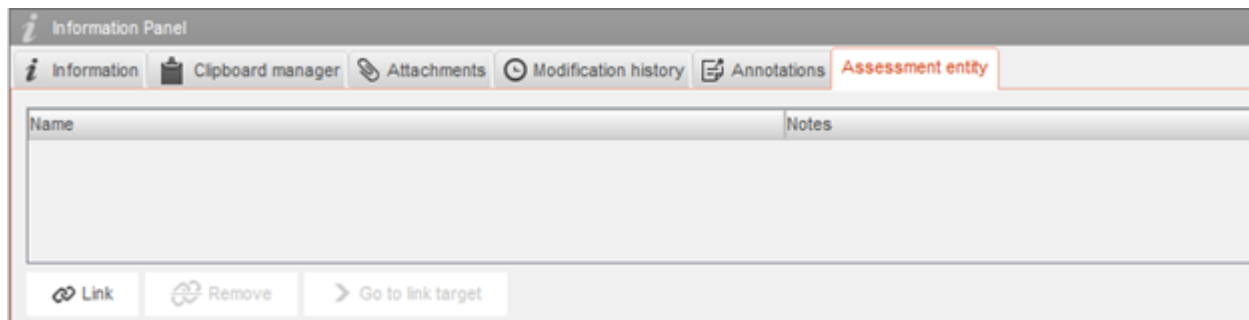 Information Panel
Information Clipboard manager Attachments Modification history Annotations Assessment entity
Name Notes
Link Remove Go to link target